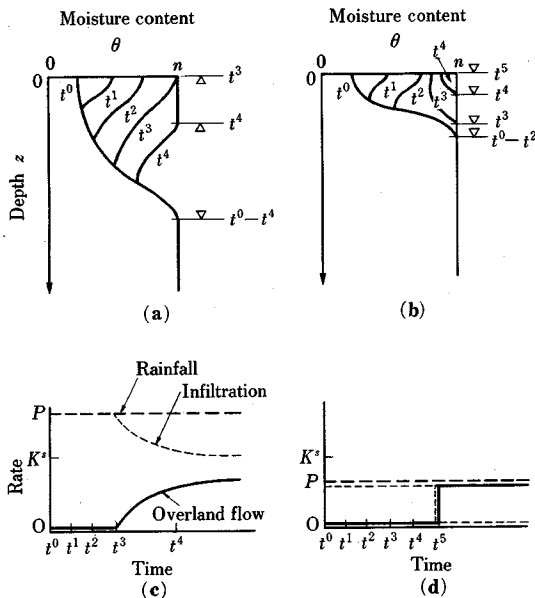 Moisture content
θ
0
n
t³
t⁰
t¹
t²
t³
t⁴
t⁴
t⁰—t⁴
Depth z
(a)
Moisture content
θ
n
t⁴
0
t⁵
t⁰
t¹
t²
t³
t⁴
t³
t⁰—t²
(b)
Rainfall
Infiltration
P
Kˢ
Rate
O
Overland flow
t⁰ t¹ t² t³ t⁴
Time
(c)
Kˢ
P
O
t⁰ t¹ t² t³ t⁴ t⁵
Time
(d)